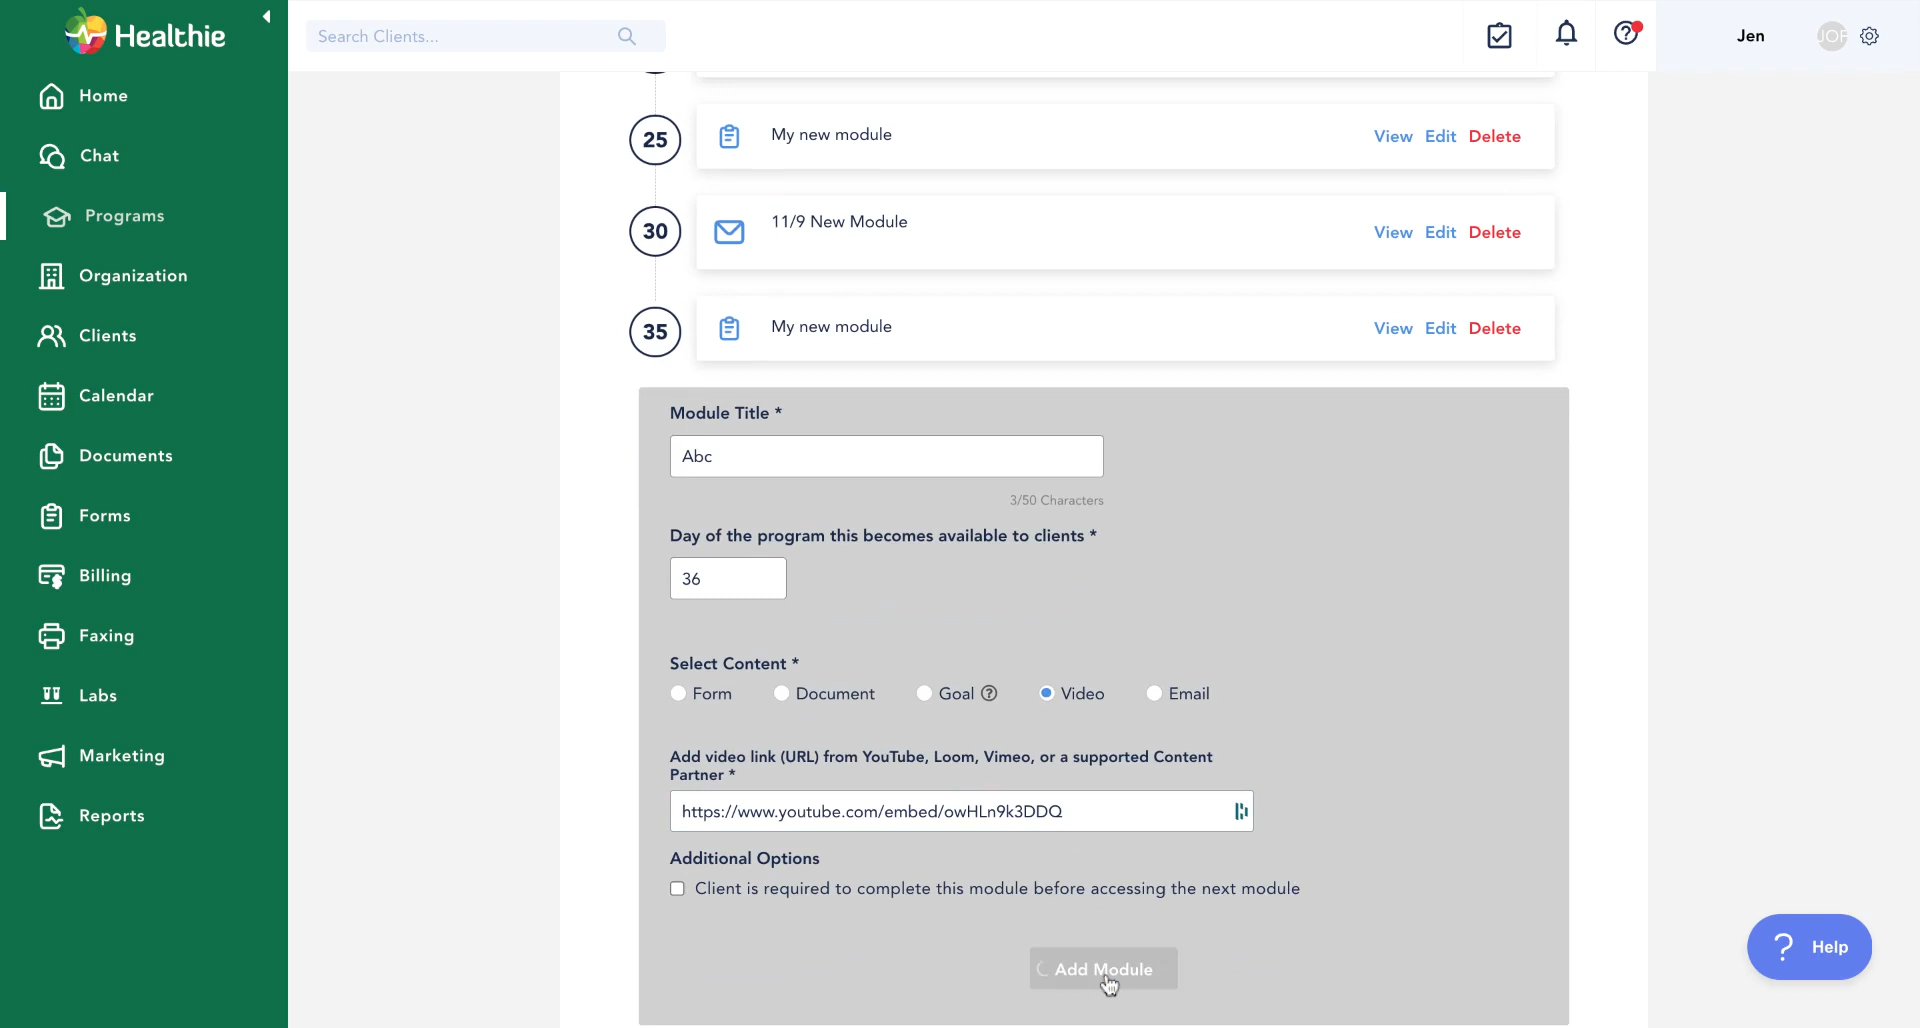 Healthie
Search Clients...
Jen
JOF
Home
Chat
Programs
Organization
Clients
Calendar
Documents
Forms
Billing
Faxing
Labs
Marketing
Reports
25
My new module
View Edit Delete
30
11/9 New Module
View Edit Delete
35
My new module
View Edit Delete
Module Title *
Abc
3/50 Characters
Day of the program this becomes available to clients *
36
Select Content *
Form Document Goal ? Video Email
Add video link (URL) from YouTube, Loom, Vimeo, or a supported Content
Partner *
https://www.youtube.com/embed/owHLn9k3DDQ
Additional Options
Client is required to complete this module before accessing the next module
Add Module
? Help